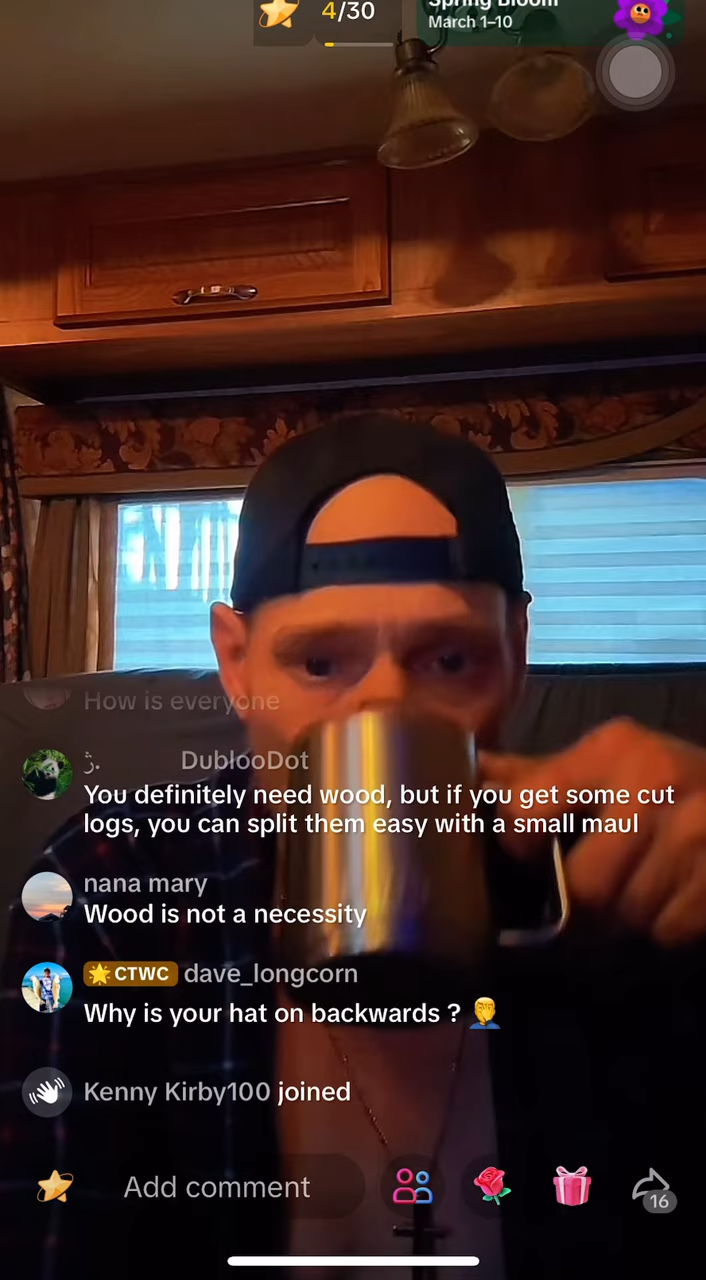 4/30
Spring Bloom
March 1–10
How is everyone
DublooDot
You definitely need wood, but if you get some cut
logs, you can split them easy with a small maul
nana mary
Wood is not a necessity
CTWC dave_longcorn
Why is your hat on backwards ?
Kenny Kirby100 joined
Add comment
16